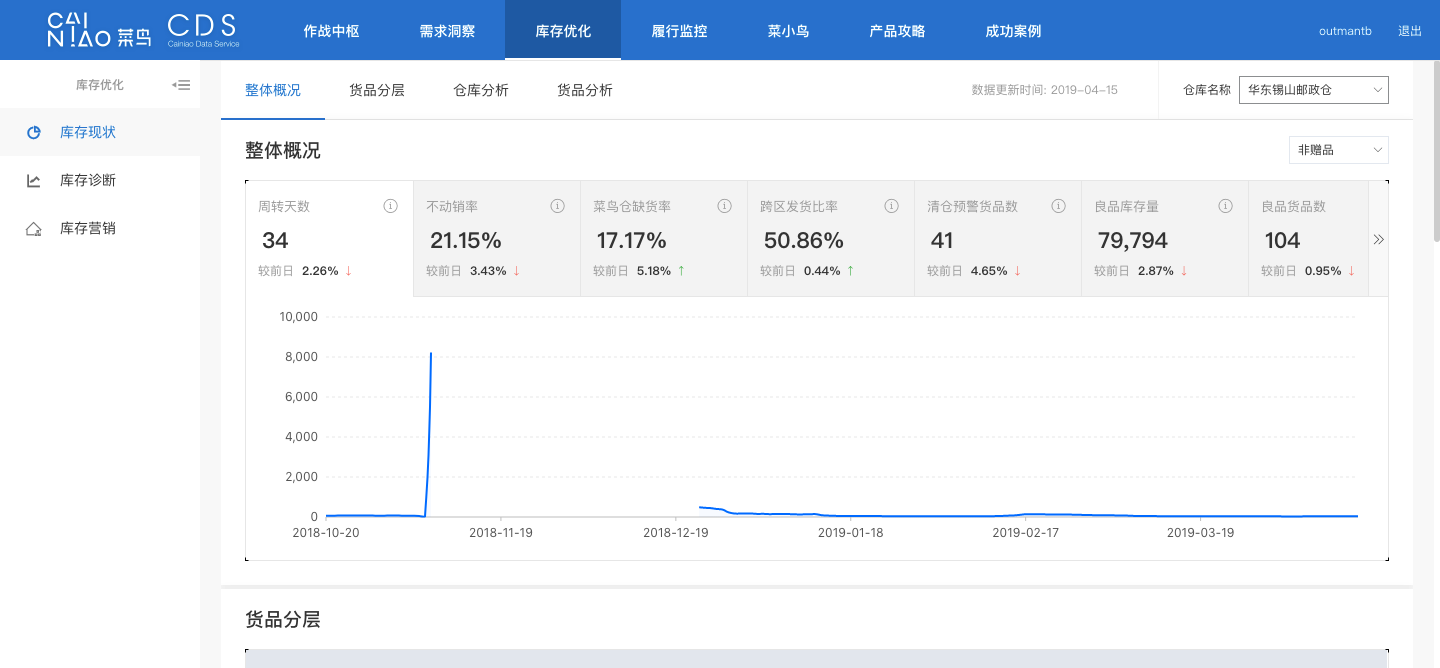 CAI NIAO 菜鸟 CDS Cainiao Data Service 作战中枢 需求洞察 库存优化 履行监控 菜小鸟 产品攻略 成功案例 outmantb 退出
库存优化
库存现状
库存诊断
库存营销
整体概况 货品分层 仓库分析 货品分析 数据更新时间: 2019-04-15 仓库名称 华东锡山邮政仓
整体概况 非赠品
周转天数 不动销率 菜鸟仓缺货率 跨区发货比率 清仓预警货品数 良品库存量 良品货品数
34 21.15% 17.17% 50.86% 41 79,794 104
较前日 2.26% ↓ 较前日 3.43% ↓ 较前日 5.18% ↑ 较前日 0.44% ↑ 较前日 4.65% ↓ 较前日 2.87% ↓ 较前日 0.95% ↓
10,000
8,000
6,000
4,000
2,000
0
2018-10-20 2018-11-19 2018-12-19 2019-01-18 2019-02-17 2019-03-19
货品分层